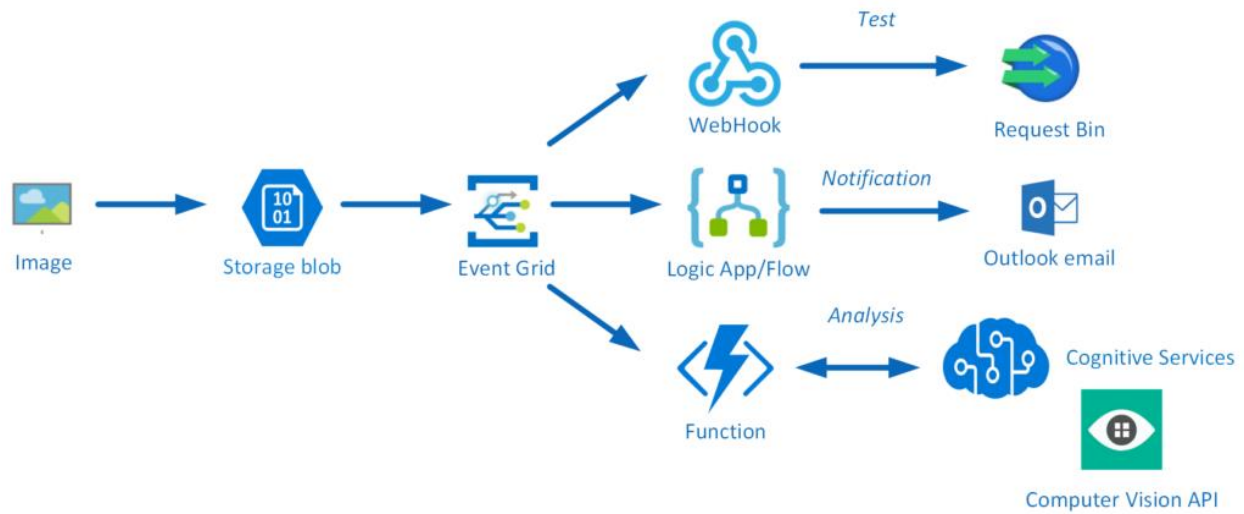 Test
WebHook
Request Bin
Image
10
01
Storage blob
Event Grid
Logic App/Flow
Notification
O
Outlook email
Analysis
Function
Cognitive Services
Computer Vision API